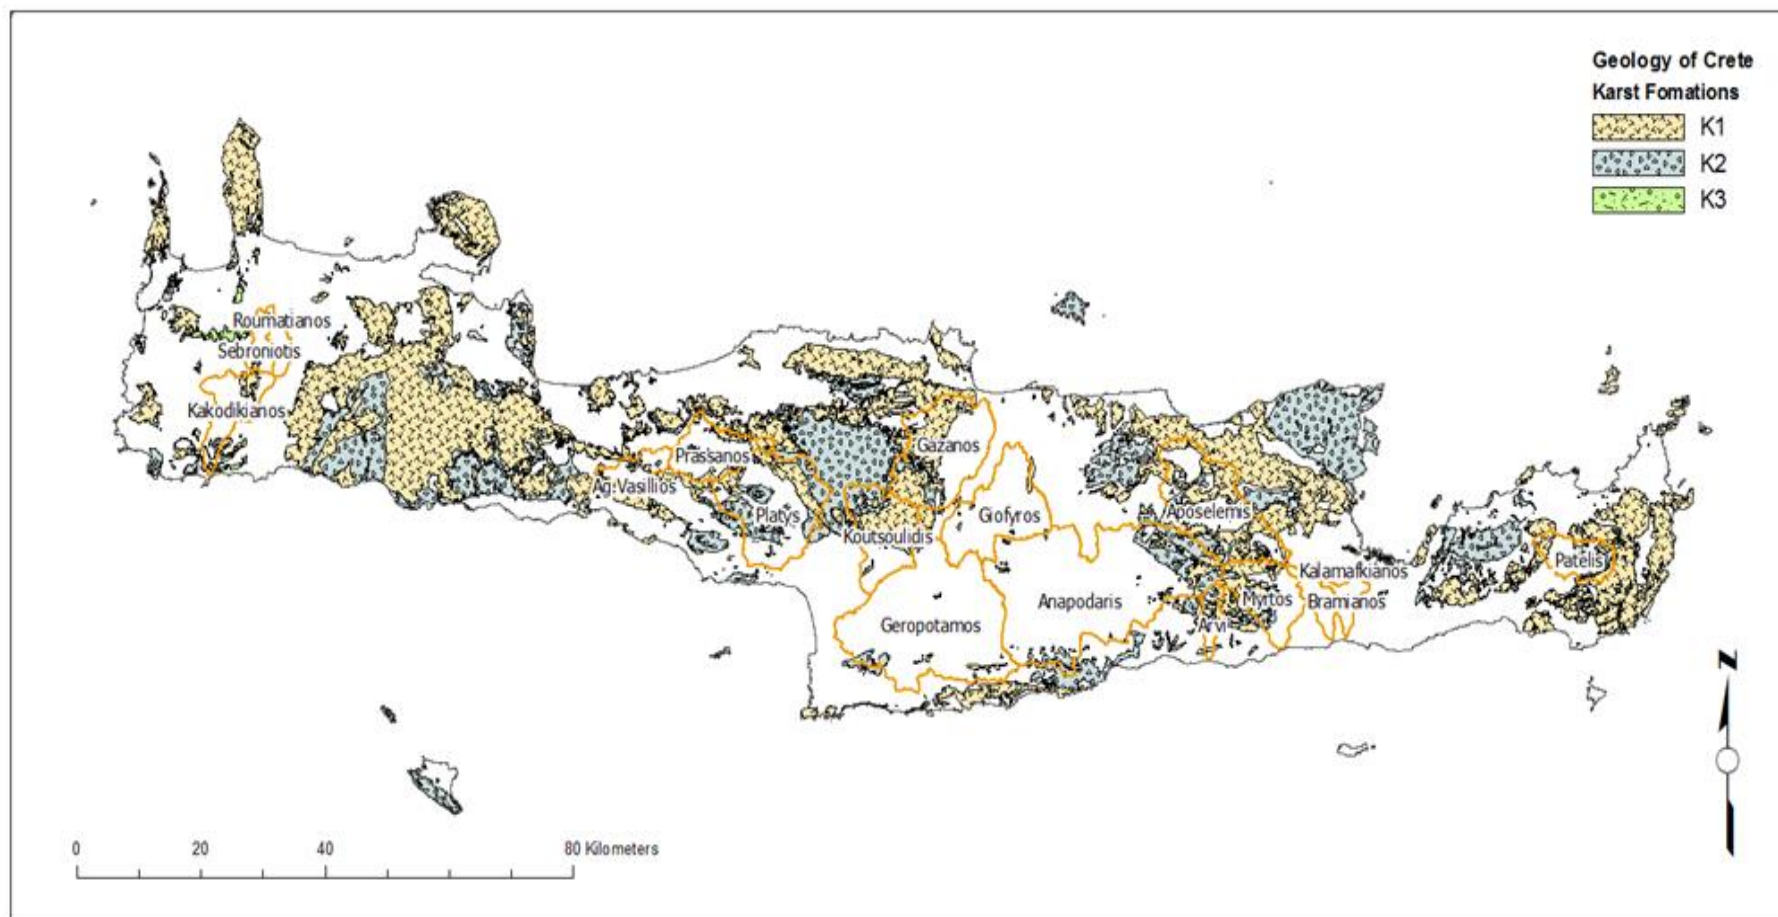 Geology of Crete
Karst Fomations
K1
K2
K3
Roumatianos
Sebroniotis
Kakodikianos
Prassanos
Ag.Vasillios
Platys
Gazanos
Giofyros
Koutsoulidis
Aposelemis
Kalamafkianos
Patelis
Anapodaris
Myrtos
Bramianos
Geropotamos
Arvi
N
0 20 40 80 Kilometers